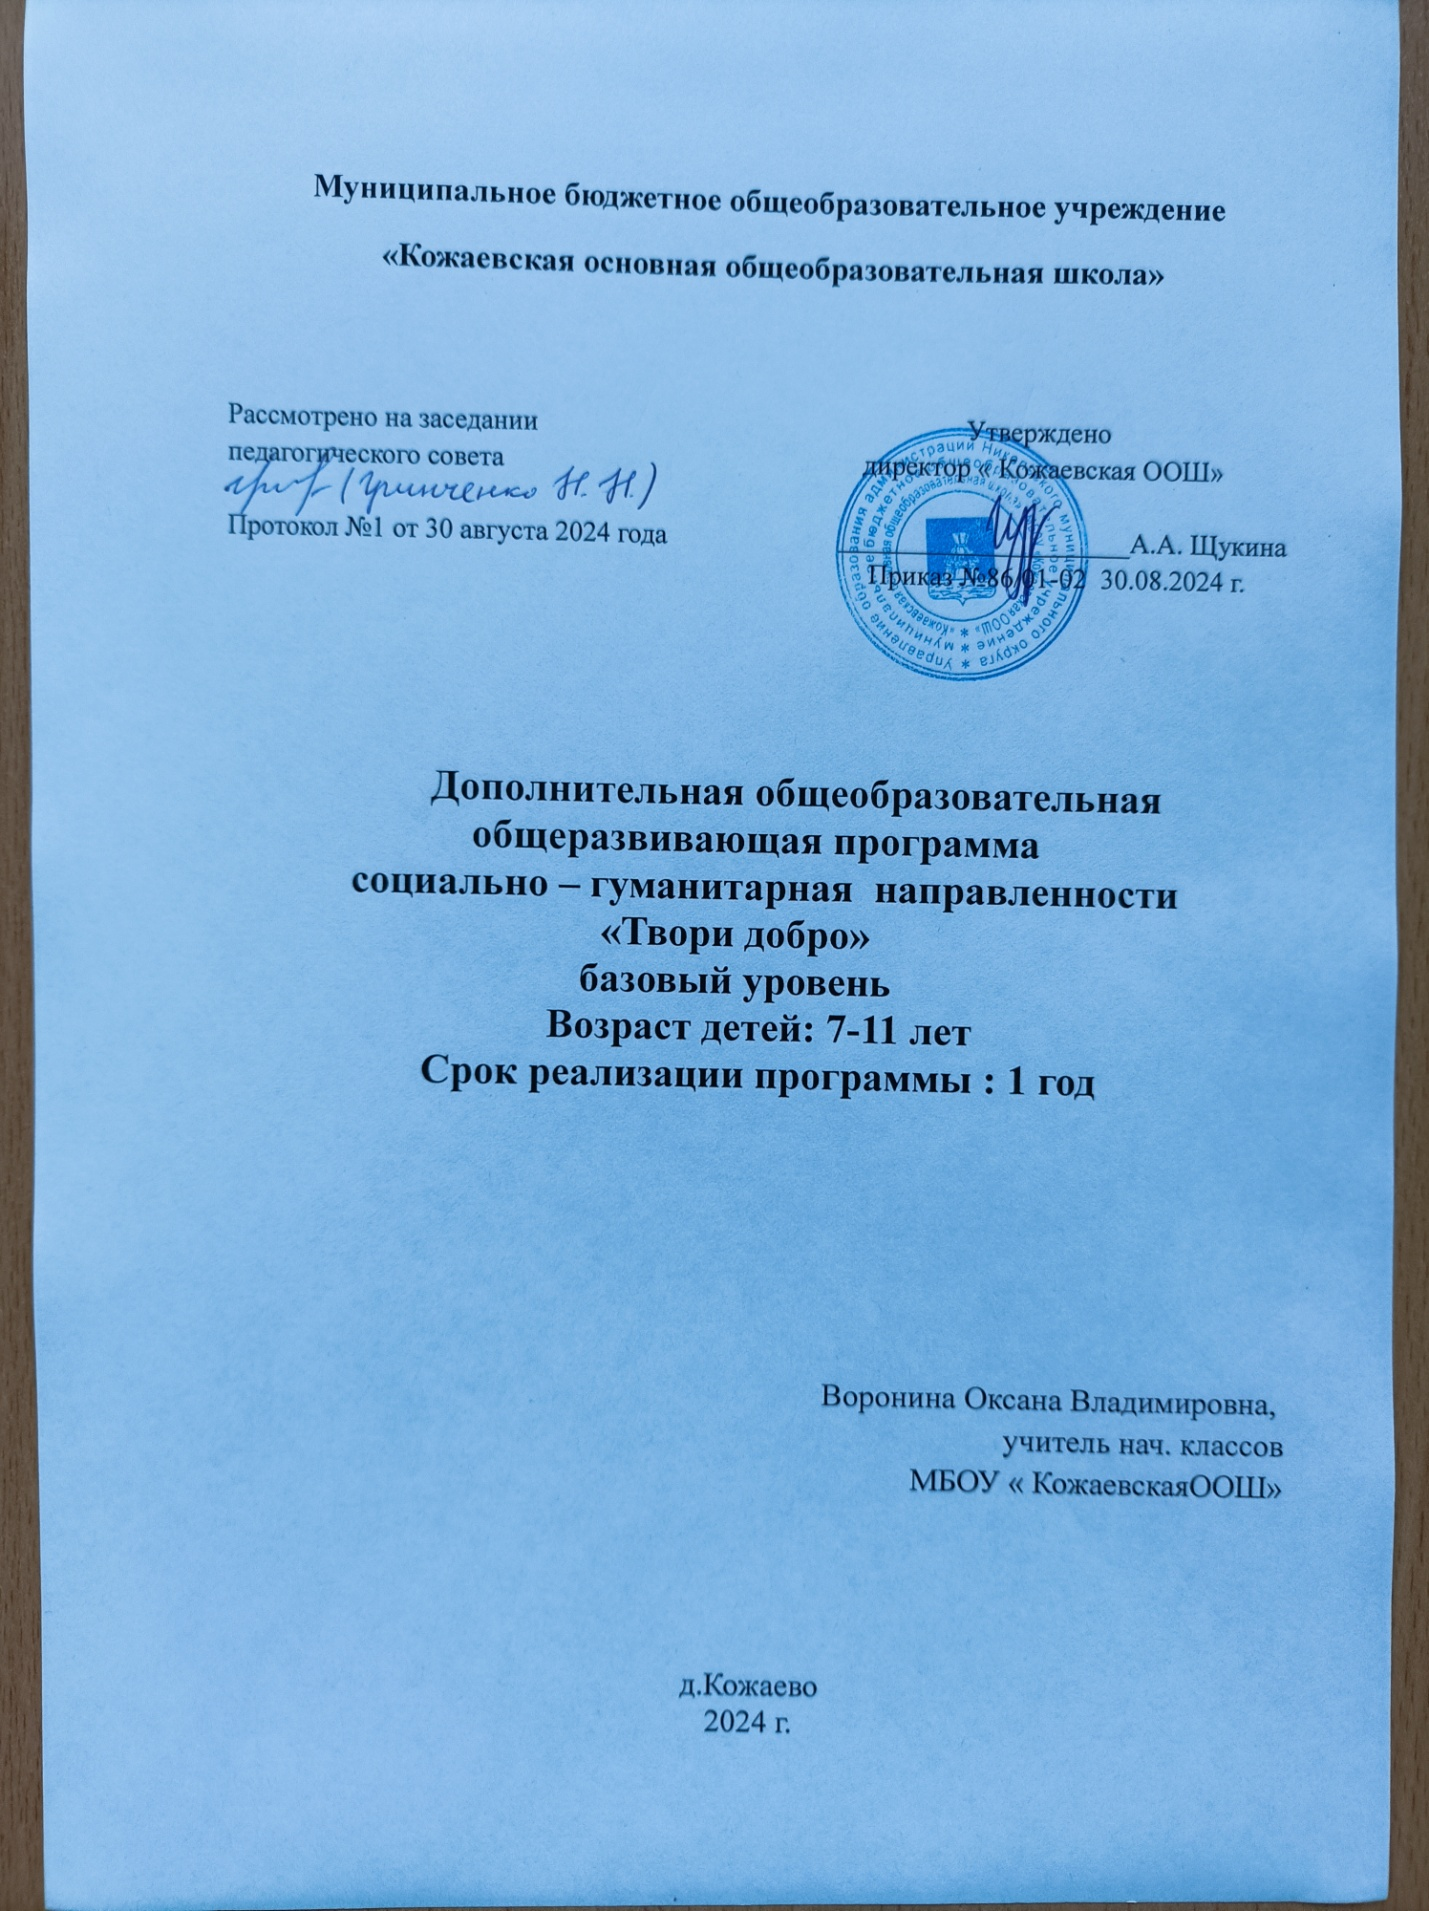 Муниципальное бюджетное общеобразовательное учреждение
«Кожаевская основная общеобразовательная школа»
Рассмотрено на заседании
педагогического совета
(Гринченко Н. Н.)
Протокол №1 от 30 августа 2024 года
Утверждено
директор « Кожаевская ООШ»
А.А. Щукина
Приказ №86/01-02 30.08.2024 г.
Дополнительная общеобразовательная
общеразвивающая программа
социально – гуманитарная направленности
«Твори добро»
базовый уровень
Возраст детей: 7-11 лет
Срок реализации программы : 1 год
Воронина Оксана Владимировна,
учитель нач. классов
МБОУ « КожаевскаяООШ»
д.Кожаево
2024 г.